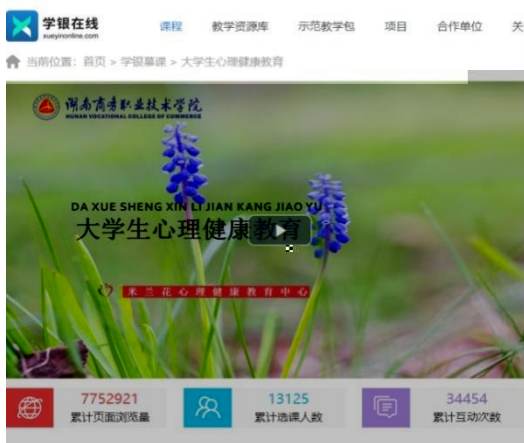 学银在线
xueyinonline.com
课程 教学资源库 示范教学包 项目 合作单位 关
当前位置：首页 > 学银慕课 > 大学生心理健康教育
湖南商务职业技术学院
HUNAN VOCATIONAL COLLEGE OF COMMERCE
DA XUE SHENG XIN LI JIAN KANG JIAO YU
大学生心理健康教育
米兰花心理健康教育中心
7752921 13125 34454
累计页面浏览量 累计选课人数 累计互动次数